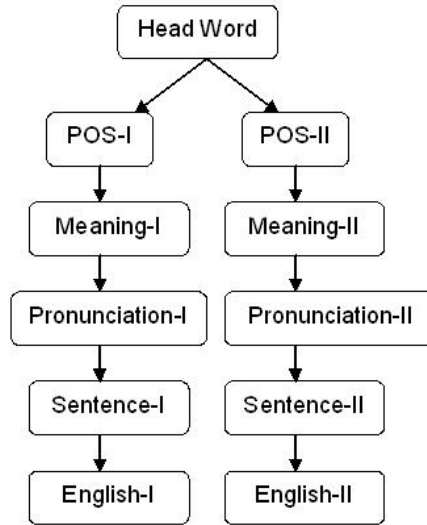 Head Word
POS-I
POS-II
Meaning-I
Meaning-II
Pronunciation-I
Pronunciation-II
Sentence-I
Sentence-II
English-I
English-II